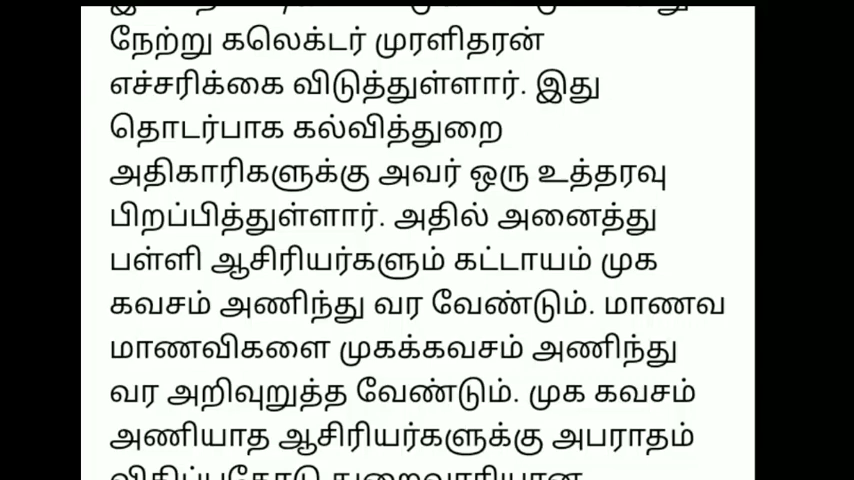 நேற்று கலெக்டர் முரளிதரன்
எச்சரிக்கை விடுத்துள்ளார். இது
தொடர்பாக கல்வித்துறை
அதிகாரிகளுக்கு அவர் ஒரு உத்தரவு
பிறப்பித்துள்ளார். அதில் அனைத்து
பள்ளி ஆசிரியர்களும் கட்டாயம் முக
கவசம் அணிந்து வர வேண்டும். மாணவ
மாணவிகளை முகக்கவசம் அணிந்து
வர அறிவுறுத்த வேண்டும். முக கவசம்
அணியாத ஆசிரியர்களுக்கு அபராதம்